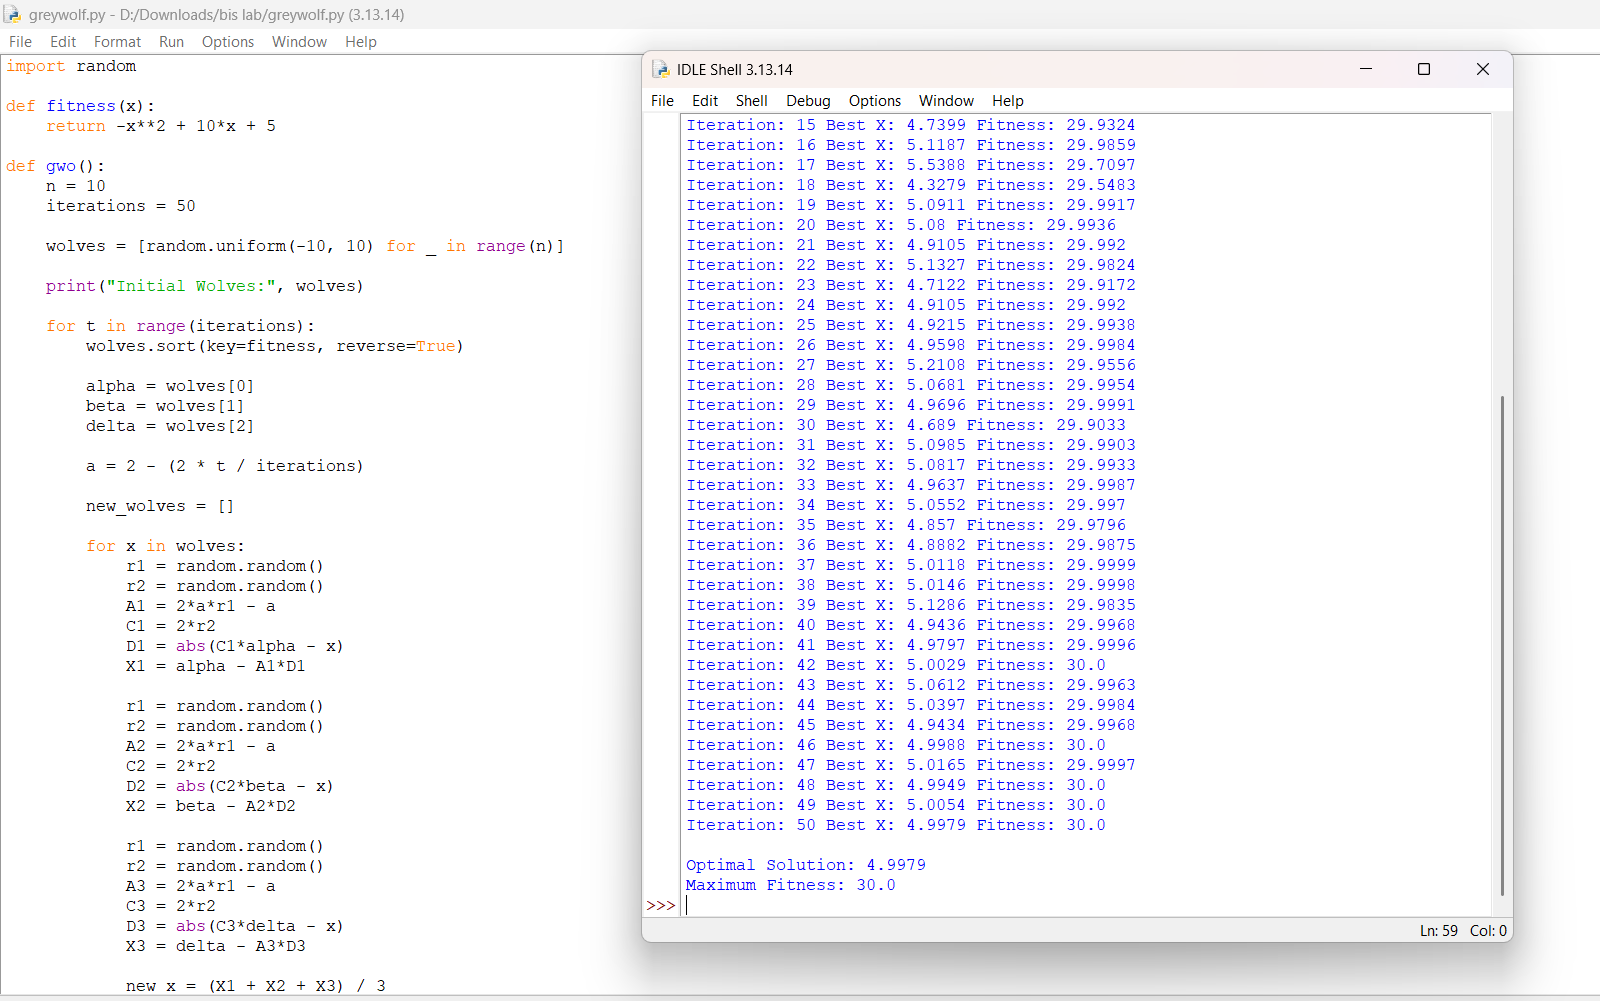 greywolf.py - D:/Downloads/bis lab/greywolf.py (3.13.14)
File Edit Format Run Options Window Help
import random

def fitness(x):
    return -x**2 + 10*x + 5

def gwo():
    n = 10
    iterations = 50

    wolves = [random.uniform(-10, 10) for _ in range(n)]

    print("Initial Wolves:", wolves)

    for t in range(iterations):
        wolves.sort(key=fitness, reverse=True)

        alpha = wolves[0]
        beta = wolves[1]
        delta = wolves[2]

        a = 2 - (2 * t / iterations)

        new_wolves = []

        for x in wolves:
            r1 = random.random()
            r2 = random.random()
            A1 = 2*a*r1 - a
            C1 = 2*r2
            D1 = abs(C1*alpha - x)
            X1 = alpha - A1*D1

            r1 = random.random()
            r2 = random.random()
            A2 = 2*a*r1 - a
            C2 = 2*r2
            D2 = abs(C2*beta - x)
            X2 = beta - A2*D2

            r1 = random.random()
            r2 = random.random()
            A3 = 2*a*r1 - a
            C3 = 2*r2
            D3 = abs(C3*delta - x)
            X3 = delta - A3*D3

            new_x = (X1 + X2 + X3) / 3
IDLE Shell 3.13.14
File Edit Shell Debug Options Window Help
Iteration: 15 Best X: 4.7399 Fitness: 29.9324
Iteration: 16 Best X: 5.1187 Fitness: 29.9859
Iteration: 17 Best X: 5.5388 Fitness: 29.7097
Iteration: 18 Best X: 4.3279 Fitness: 29.5483
Iteration: 19 Best X: 5.0911 Fitness: 29.9917
Iteration: 20 Best X: 5.08 Fitness: 29.9936
Iteration: 21 Best X: 4.9105 Fitness: 29.992
Iteration: 22 Best X: 5.1327 Fitness: 29.9824
Iteration: 23 Best X: 4.7122 Fitness: 29.9172
Iteration: 24 Best X: 4.9105 Fitness: 29.992
Iteration: 25 Best X: 4.9215 Fitness: 29.9938
Iteration: 26 Best X: 4.9598 Fitness: 29.9984
Iteration: 27 Best X: 5.2108 Fitness: 29.9556
Iteration: 28 Best X: 5.0681 Fitness: 29.9954
Iteration: 29 Best X: 4.9696 Fitness: 29.9991
Iteration: 30 Best X: 4.689 Fitness: 29.9033
Iteration: 31 Best X: 5.0985 Fitness: 29.9903
Iteration: 32 Best X: 5.0817 Fitness: 29.9933
Iteration: 33 Best X: 4.9637 Fitness: 29.9987
Iteration: 34 Best X: 5.0552 Fitness: 29.997
Iteration: 35 Best X: 4.857 Fitness: 29.9796
Iteration: 36 Best X: 4.8882 Fitness: 29.9875
Iteration: 37 Best X: 5.0118 Fitness: 29.9999
Iteration: 38 Best X: 5.0146 Fitness: 29.9998
Iteration: 39 Best X: 5.1286 Fitness: 29.9835
Iteration: 40 Best X: 4.9436 Fitness: 29.9968
Iteration: 41 Best X: 4.9797 Fitness: 29.9996
Iteration: 42 Best X: 5.0029 Fitness: 30.0
Iteration: 43 Best X: 5.0612 Fitness: 29.9963
Iteration: 44 Best X: 5.0397 Fitness: 29.9984
Iteration: 45 Best X: 4.9434 Fitness: 29.9968
Iteration: 46 Best X: 4.9988 Fitness: 30.0
Iteration: 47 Best X: 5.0165 Fitness: 29.9997
Iteration: 48 Best X: 4.9949 Fitness: 30.0
Iteration: 49 Best X: 5.0054 Fitness: 30.0
Iteration: 50 Best X: 4.9979 Fitness: 30.0

Optimal Solution: 4.9979
Maximum Fitness: 30.0
>>>
Ln: 59 Col: 0